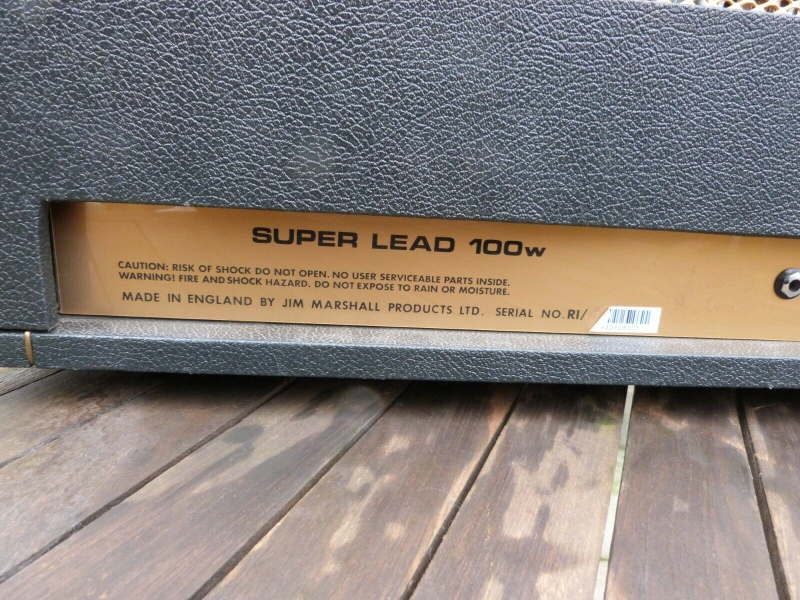 SUPER LEAD 100w
CAUTION: RISK OF SHOCK DO NOT OPEN. NO USER SERVICEABLE PARTS INSIDE.
WARNING! FIRE AND SHOCK HAZARD. DO NOT EXPOSE TO RAIN OR MOISTURE.
MADE IN ENGLAND BY JIM MARSHALL PRODUCTS LTD. SERIAL NO. RI/